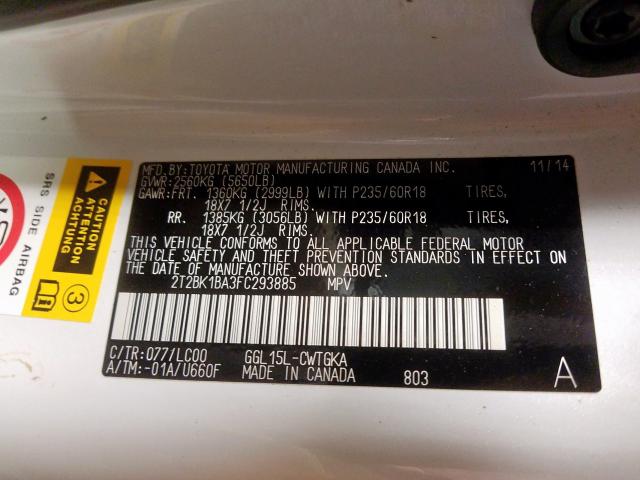 MFD. BY:TOYOTA MOTOR MANUFACTURING CANADA INC. 11/14
GVWR:2560KG (5650LB)
GAWR:FRT. 1360KG (2999LB) WITH P235/60R18 TIRES,
18X7 1/2J RIMS.
RR. 1385KG (3056LB) WITH P235/60R18 TIRES,
18X7 1/2J RIMS.
THIS VEHICLE CONFORMS TO ALL APPLICABLE FEDERAL MOTOR
VEHICLE SAFETY AND THEFT PREVENTION STANDARDS IN EFFECT ON
THE DATE OF MANUFACTURE SHOWN ABOVE.
2T2BK1BA3FC293885 MPV
C/TR:077/LC00 GGL15L-CWTGKA
A/TM:-01A/U660F MADE IN CANADA 803 A
SRS SIDE AIRBAG
CAUTION
ATTENTION
ACHTUNG
3